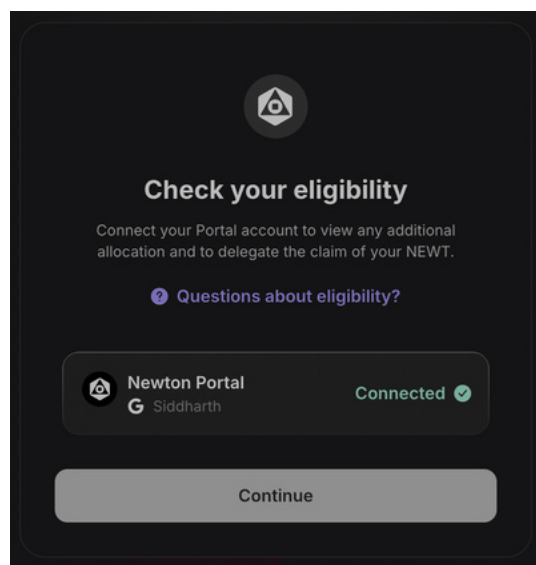 Check your eligibility
Connect your Portal account to view any additional
allocation and to delegate the claim of your NEWT.
? Questions about eligibility?
Newton Portal
G Siddharth
Connected
Continue